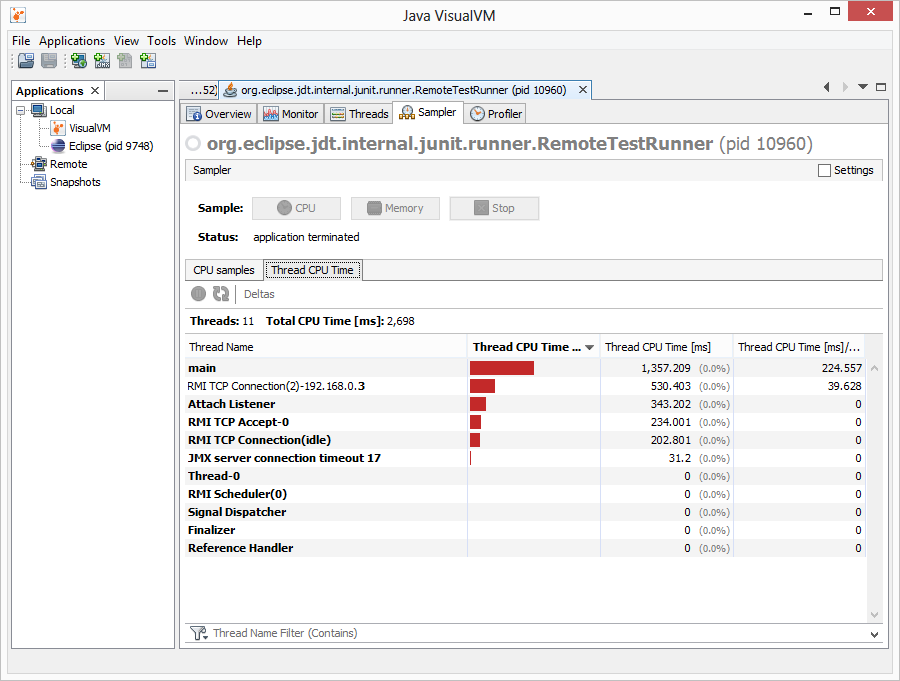 Java VisualVM
File Applications View Tools Window Help
Applications
Local
VisualVM
Eclipse (pid 9748)
Remote
Snapshots
...52) org.eclipse.jdt.internal.junit.runner.RemoteTestRunner (pid 10960)
Overview Monitor Threads Sampler Profiler
org.eclipse.jdt.internal.junit.runner.RemoteTestRunner (pid 10960)
Sampler Settings
Sample: CPU Memory Stop
Status: application terminated
CPU samples Thread CPU Time
Deltas
Threads: 11 Total CPU Time [ms]: 2,698
Thread Name Thread CPU Time ... Thread CPU Time [ms] Thread CPU Time [ms]/...
main 1,357.209 (0.0%) 224.557
RMI TCP Connection(2)-192.168.0.3 530.403 (0.0%) 39.628
Attach Listener 343.202 (0.0%) 0
RMI TCP Accept-0 234.001 (0.0%) 0
RMI TCP Connection(idle) 202.801 (0.0%) 0
JMX server connection timeout 17 31.2 (0.0%) 0
Thread-0 0 (0.0%) 0
RMI Scheduler(0) 0 (0.0%) 0
Signal Dispatcher 0 (0.0%) 0
Finalizer 0 (0.0%) 0
Reference Handler 0 (0.0%) 0
Thread Name Filter (Contains)